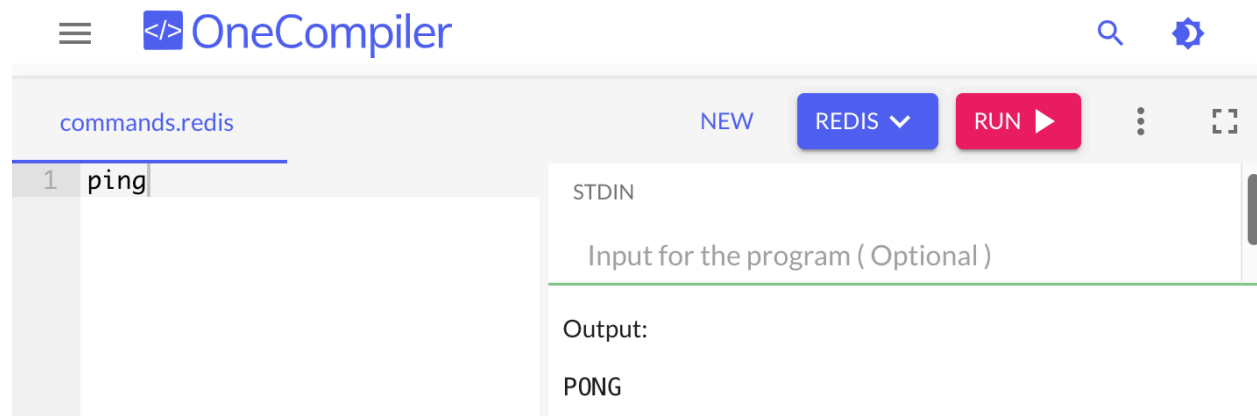 </> OneCompiler
commands.redis
NEW
REDIS
RUN
1 ping
STDIN
Input for the program ( Optional )
Output:
PONG